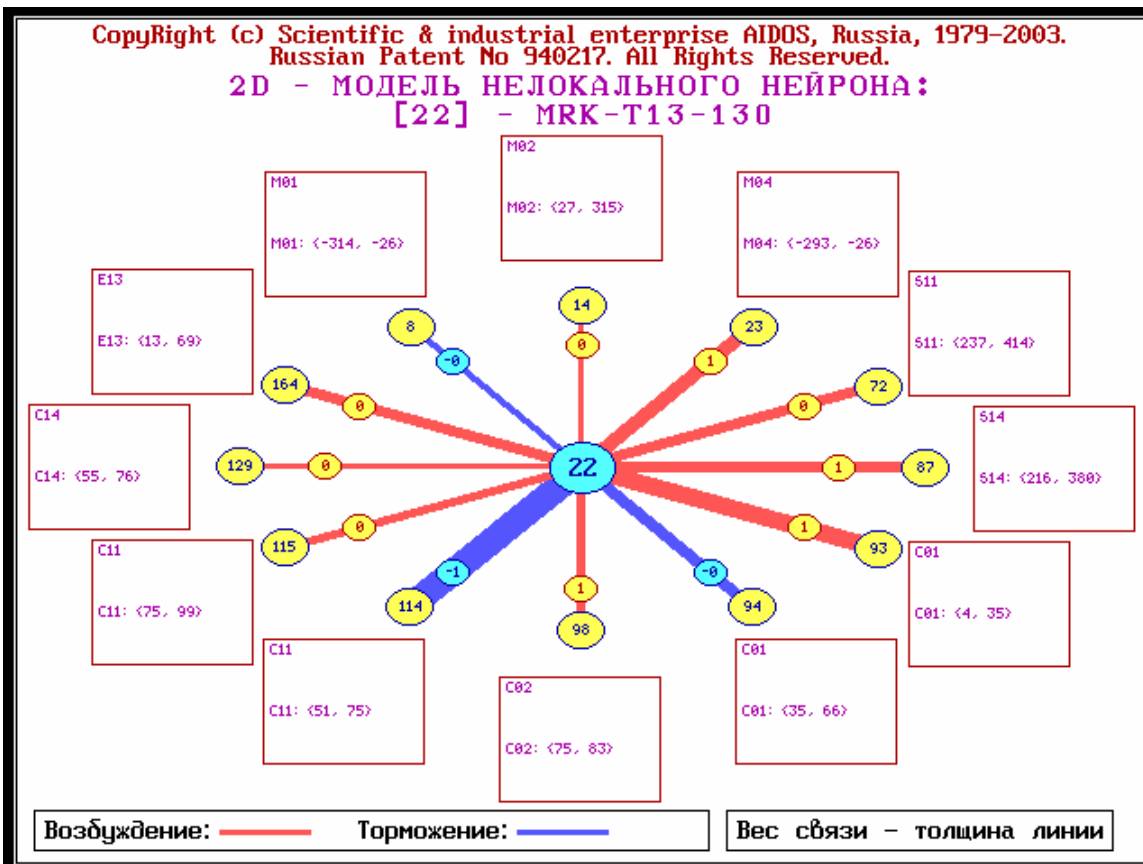 CopyRight (c) Scientific & industrial enterprise AIDOS, Russia, 1979-2003.
Russian Patent No 940217. All Rights Reserved.
2D - МОДЕЛЬ НЕЛОКАЛЬНОГО НЕЙРОНА:
[22] - MRK-T13-130
M02
M02: {27, 315}
M01
M01: {-314, -26}
M04
M04: {-293, -26}
E13
E13: {13, 69}
S11
S11: {237, 414}
14
0
8
-0
23
1
164
0
72
0
C14
C14: {55, 76}
129
0
22
1
87
S14
S14: {216, 380}
C11
C11: {75, 99}
115
0
1
93
C01
C01: {4, 35}
114
-1
1
98
-0
94
C11
C11: {51, 75}
C02
C02: {75, 83}
C01
C01: {35, 66}
Возбуждение:
Торможение:
Вес связи - толщина линии